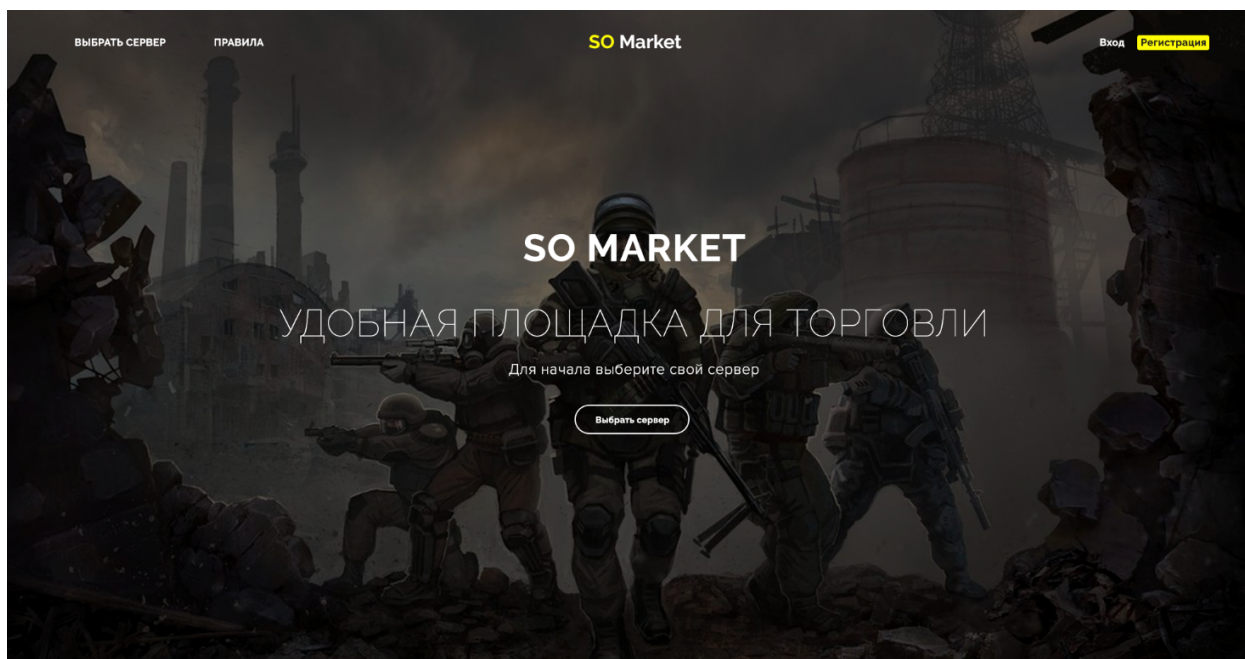 ВЫБРАТЬ СЕРВЕР ПРАВИЛА SO Market Вход Регистрация
SO MARKET
УДОБНАЯ ПЛОЩАДКА ДЛЯ ТОРГОВЛИ
Для начала выберите свой сервер
Выбрать сервер